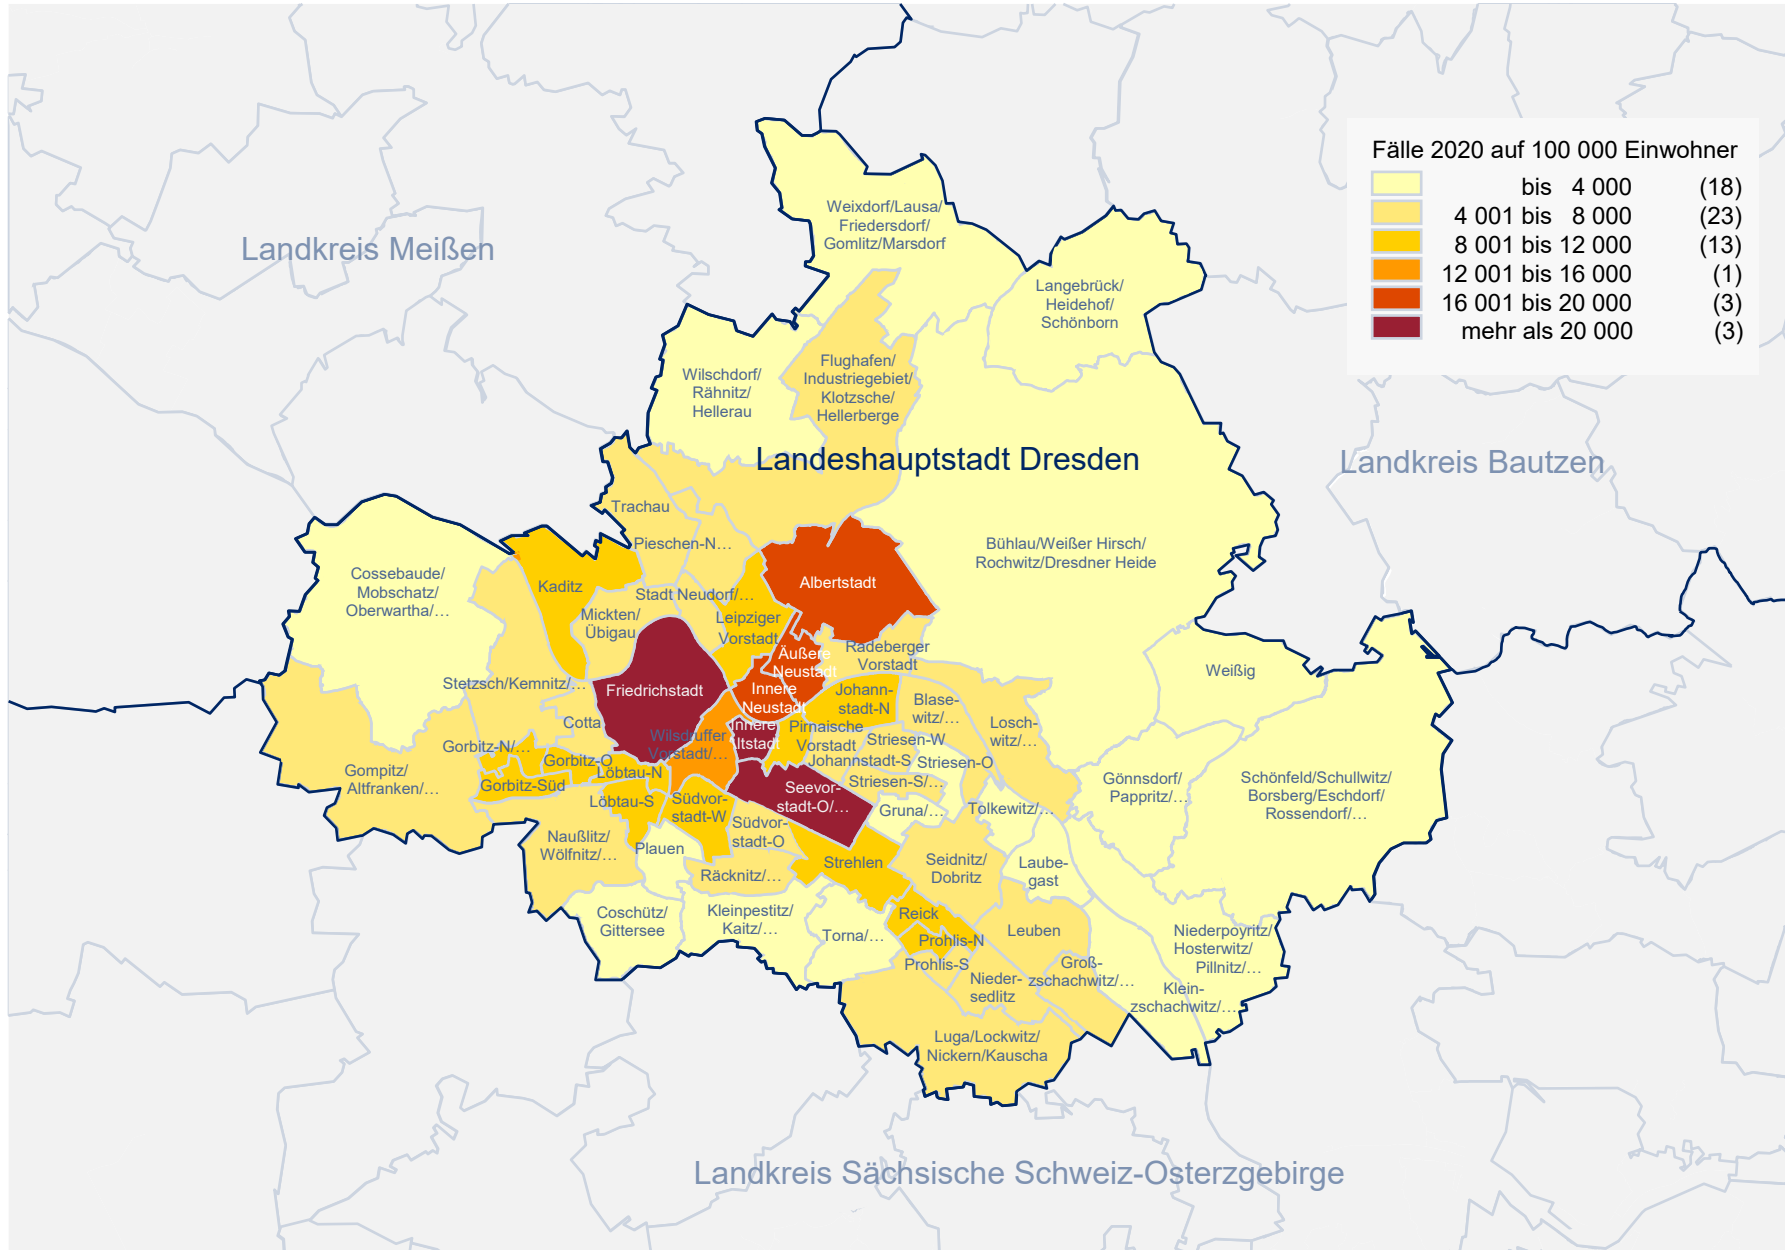 Fälle 2020 auf 100 000 Einwohner
bis 4 000 (18)
4 001 bis 8 000 (23)
8 001 bis 12 000 (13)
12 001 bis 16 000 (1)
16 001 bis 20 000 (3)
mehr als 20 000 (3)
Landkreis Meißen
Landeshauptstadt Dresden
Landkreis Bautzen
Landkreis Sächsische Schweiz-Osterzgebirge
Weixdorf/Lausa/
Friedersdorf/
Gomlitz/Marsdorf
Langebrück/
Heidehof/
Schönborn
Wilschdorf/
Rähnitz/
Hellerau
Flughafen/
Industriegebiet/
Klotzsche/
Hellerberge
Trachau
Pieschen-N...
Bühlau/Weißer Hirsch/
Rochwitz/Dresdner Heide
Cossebaude/
Mobschatz/
Oberwartha/...
Kaditz
Albertstadt
Stadt Neudorf/...
Mickten/
Übigau
Leipziger
Vorstadt
Radeberger
Vorstadt
Äußere
Neustadt
Weißig
Stetzsch/Kemnitz/...
Friedrichstadt
Innere
Neustadt
Johann-
stadt-N
Blase-
witz/...
Losch-
witz/...
Cotta
Wilsdruffer
Vorstadt/...
Innere
Altstadt
Pirnaische
Vorstadt
Striesen-W
Johannstadt-S
Striesen-O
Gorbitz-N/...
Gorbitz-O
Löbtau-N
Gompitz/
Altfranken/...
Gorbitz-Süd
Löbtau-S
Südvor-
stadt-W
Seevor-
stadt-O/...
Striesen-S/...
Gruna/...
Tolkewitz/...
Gönnsdorf/
Pappritz/...
Schönfeld/Schullwitz/
Borsberg/Eschdorf/
Rossendorf/...
Südvor-
stadt-O
Naußlitz/
Wölfnitz/...
Plauen
Räcknitz/...
Strehlen
Seidnitz/
Dobritz
Laube-
gast
Coschütz/
Gittersee
Kleinpestitz/
Kaitz/...
Torna/...
Reick
Prohlis-N
Leuben
Niederpoyritz/
Hosterwitz/
Pillnitz/...
Prohlis-S
Groß-
zschachwitz/...
Nieder-
sedlitz
Klein-
zschachwitz/...
Luga/Lockwitz/
Nickern/Kauscha